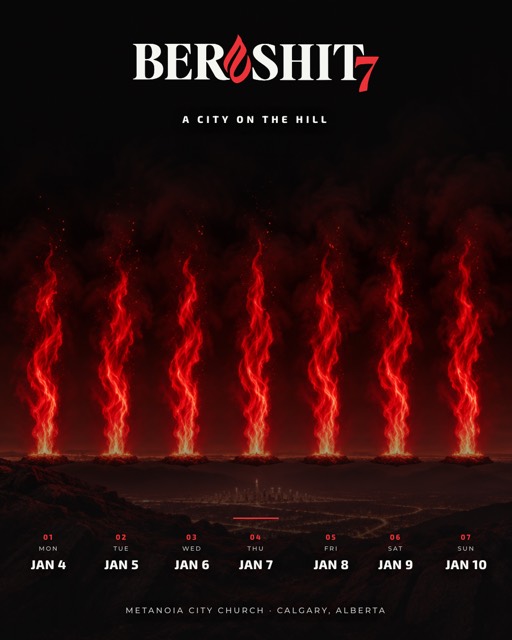 BERESHIT7
A CITY ON THE HILL
01 02 03 04 05 06 07
MON TUE WED THU FRI SAT SUN
JAN 4 JAN 5 JAN 6 JAN 7 JAN 8 JAN 9 JAN 10
METANOIA CITY CHURCH · CALGARY, ALBERTA